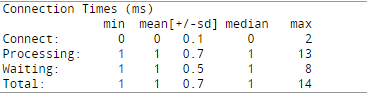 Connection Times (ms)
              min  mean[+/-sd] median   max
Connect:        0    0   0.1      0       2
Processing:     1    1   0.7      1      13
Waiting:        1    1   0.5      1       8
Total:          1    1   0.7      1      14